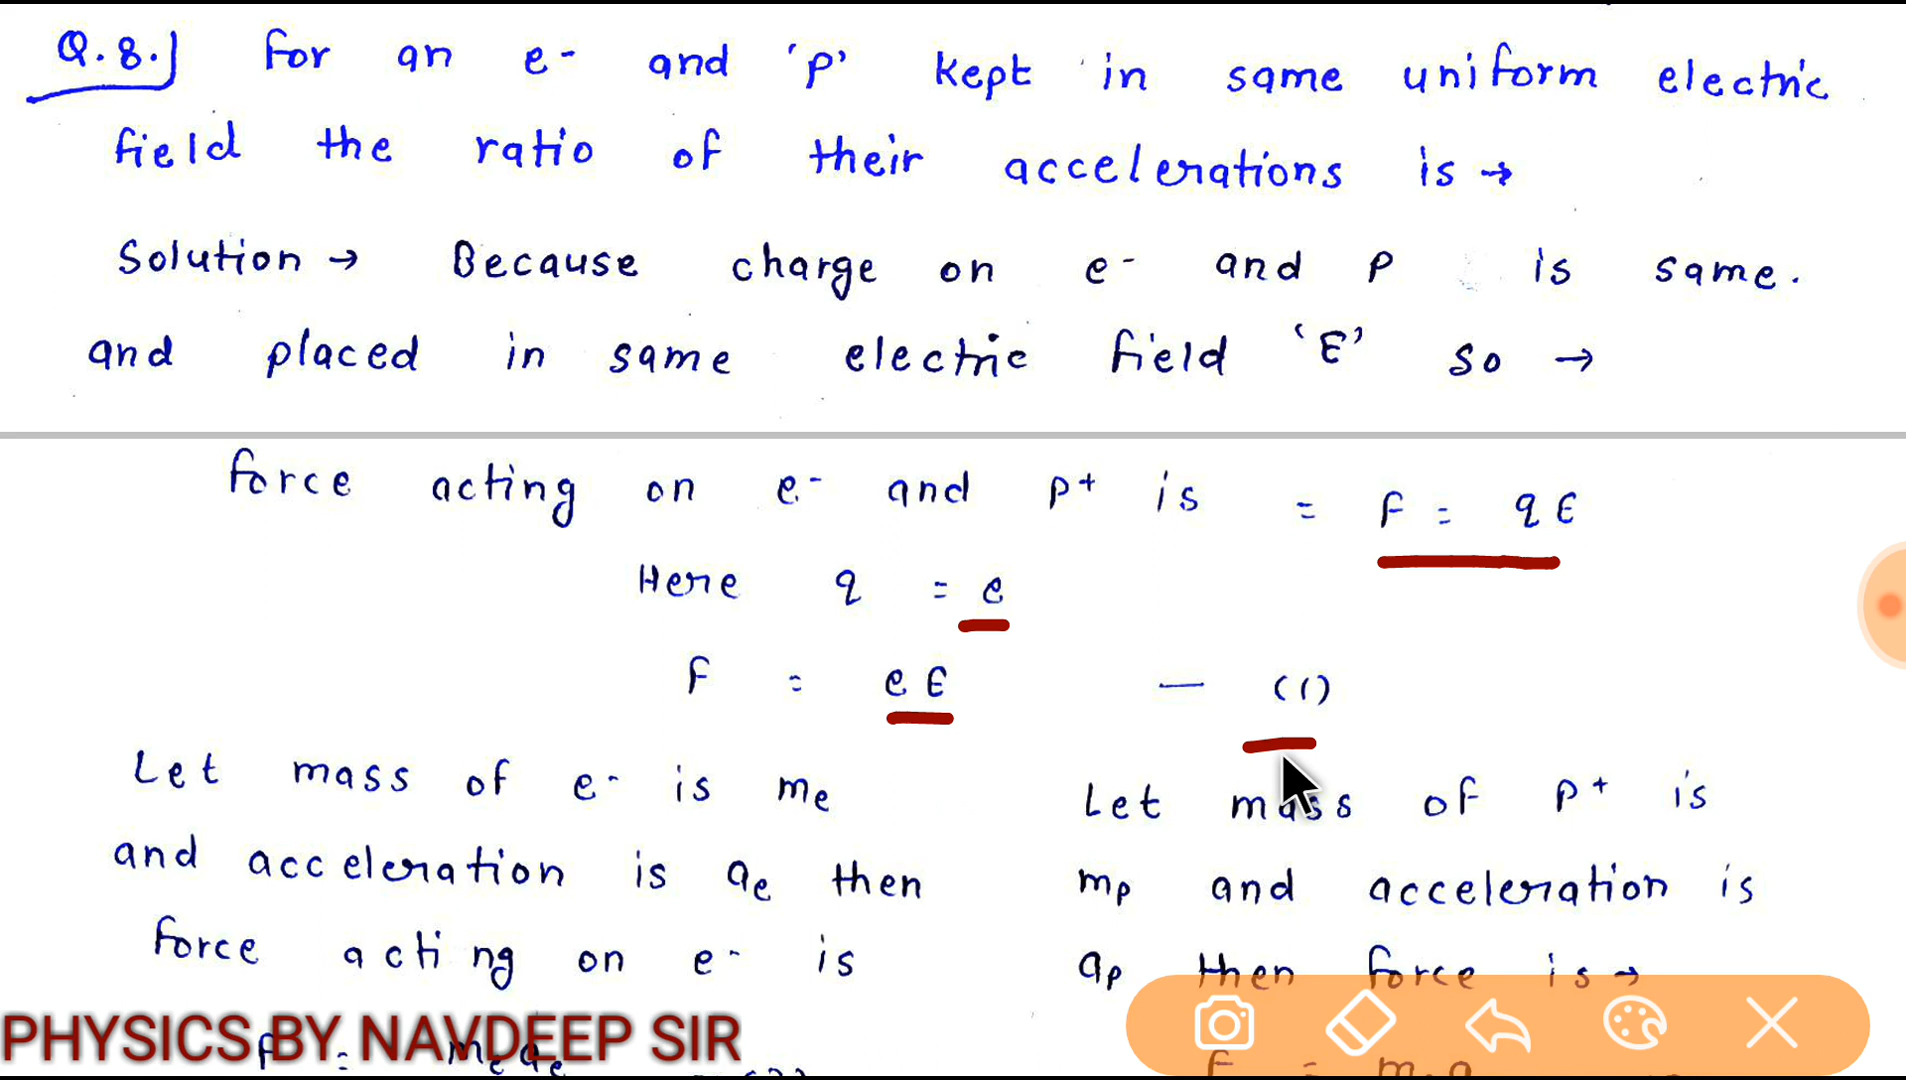 Q.8.] For an e- and 'P' kept in same uniform electric
field the ratio of their accelerations is →
Solution → Because charge on e- and P is same.
and placed in same electric field 'E' so →
Force acting on e- and p+ is = F = qE
Here q = e
F = eE — (1)
Let mass of e- is me
and acceleration is ae then
Force acting on e- is
Let mass of p+ is
mp and acceleration is
ap then force is →
PHYSICS BY NAVDEEP SIR
F = meae